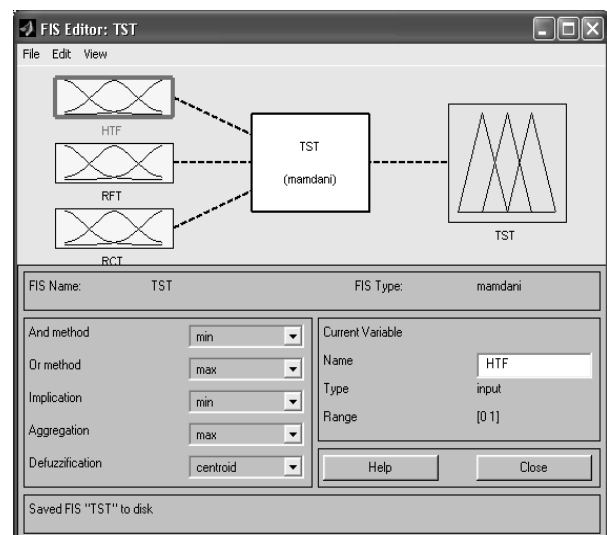 FIS Editor: TST
File Edit View
HTF
RFT
RCT
TST
(mamdani)
TST
FIS Name: TST FIS Type: mamdani
And method min
Or method max
Implication min
Aggregation max
Defuzzification centroid
Current Variable
Name HTF
Type input
Range [0 1]
Help Close
Saved FIS "TST" to disk